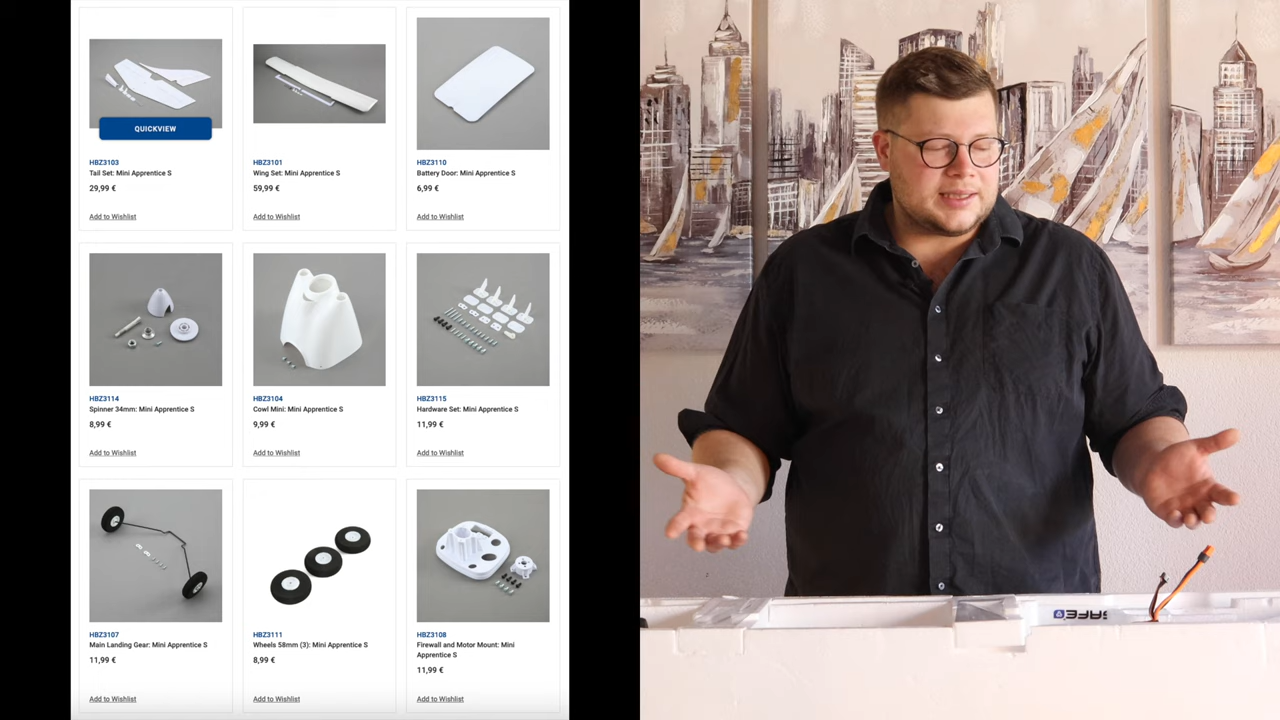 QUICKVIEW
HBZ3103
Tail Set: Mini Apprentice S
29,99 €
Add to Wishlist
HBZ3101
Wing Set: Mini Apprentice S
59,99 €
Add to Wishlist
HBZ3110
Battery Door: Mini Apprentice S
6,99 €
Add to Wishlist
HBZ3114
Spinner 34mm: Mini Apprentice S
8,99 €
Add to Wishlist
HBZ3104
Cowl Mini: Mini Apprentice S
9,99 €
Add to Wishlist
HBZ3115
Hardware Set: Mini Apprentice S
11,99 €
Add to Wishlist
HBZ3107
Main Landing Gear: Mini Apprentice S
11,99 €
Add to Wishlist
HBZ3111
Wheels 58mm (3): Mini Apprentice S
8,99 €
Add to Wishlist
HBZ3108
Firewall and Motor Mount: Mini
Apprentice S
11,99 €
Add to Wishlist
SAFE